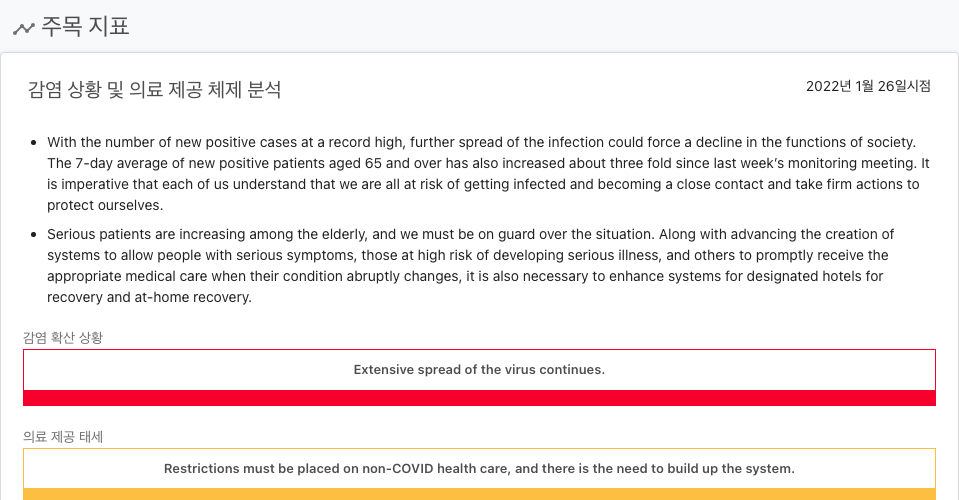 주목 지표
감염 상황 및 의료 제공 체제 분석
2022년 1월 26일시점
With the number of new positive cases at a record high, further spread of the infection could force a decline in the functions of society.
The 7-day average of new positive patients aged 65 and over has also increased about three fold since last week's monitoring meeting. It
is imperative that each of us understand that we are all at risk of getting infected and becoming a close contact and take firm actions to
protect ourselves.
Serious patients are increasing among the elderly, and we must be on guard over the situation. Along with advancing the creation of
systems to allow people with serious symptoms, those at high risk of developing serious illness, and others to promptly receive the
appropriate medical care when their condition abruptly changes, it is also necessary to enhance systems for designated hotels for
recovery and at-home recovery.
감염 확산 상황
Extensive spread of the virus continues.
의료 제공 태세
Restrictions must be placed on non-COVID health care, and there is the need to build up the system.